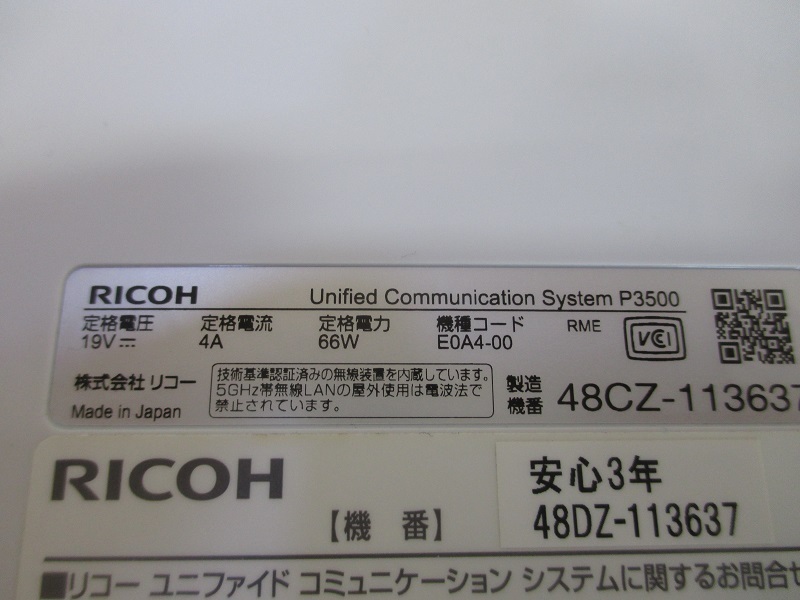 RICOH Unified Communication System P3500
定格電圧 定格電流 定格電力 機種コード RME VCCI
19V 4A 66W E0A4-00
株式会社 リコー
Made in Japan
技術基準認証済みの無線装置を内蔵しています。
5GHz帯無線LANの屋外使用は電波法で
禁止されています。
製造
機番 48CZ-113637
RICOH 安心3年
【機 番】 48DZ-113637
■リコー ユニファイド コミュニケーション システムに関するお問合せ